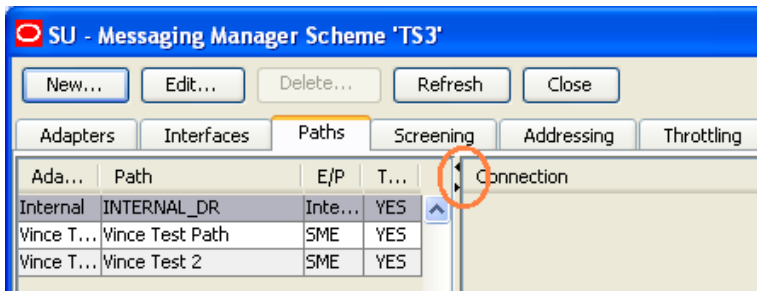 SU - Messaging Manager Scheme 'TS3'
New... Edit... Delete... Refresh Close
Adapters Interfaces Paths Screening Addressing Throttling
Ada... Path E/P T... Connection
Internal INTERNAL_DR Inte... YES
Vince T... Vince Test Path SME YES
Vince T... Vince Test 2 SME YES